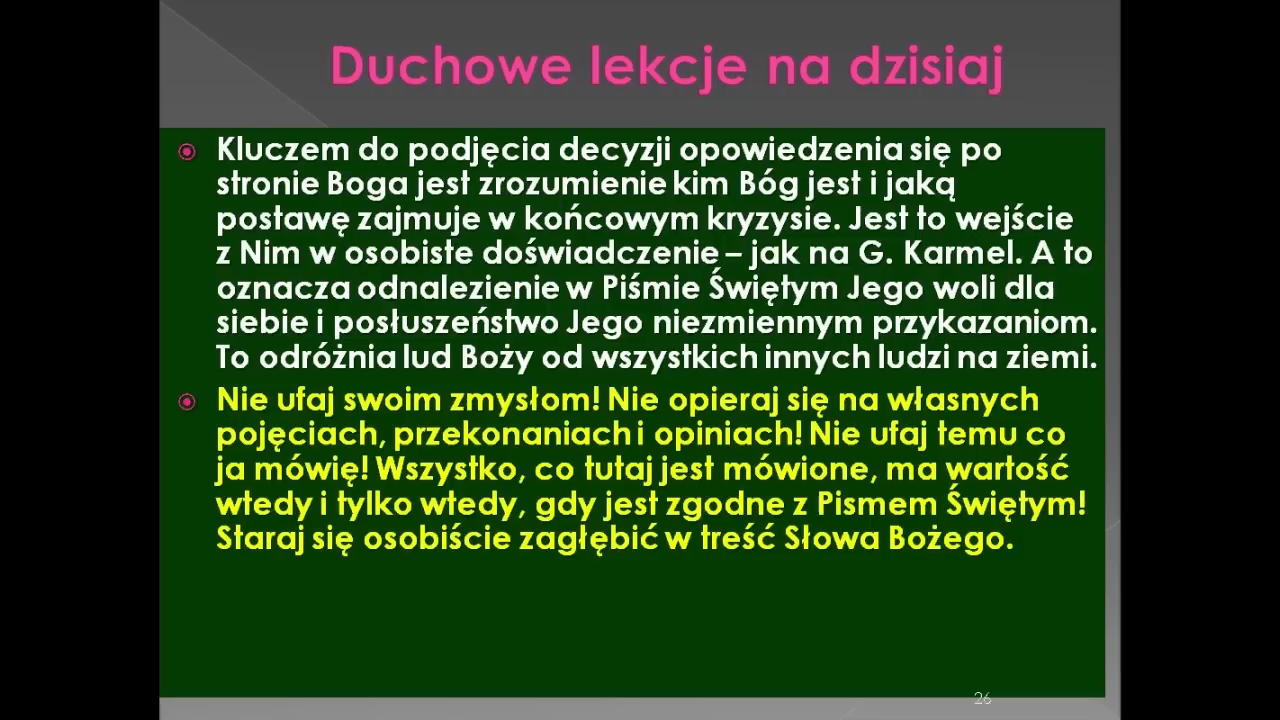 Duchowe lekcje na dzisiaj
Kluczem do podjęcia decyzji opowiedzenia się po
stronie Boga jest zrozumienie kim Bóg jest i jaką
postawę zajmuje w końcowym kryzysie. Jest to wejście
z Nim w osobiste doświadczenie – jak na G. Karmel. A to
oznacza odnalezienie w Piśmie Świętym Jego woli dla
siebie i posłuszeństwo Jego niezmiennym przykazaniom.
To odróżnia lud Boży od wszystkich innych ludzi na ziemi.
Nie ufaj swoim zmysłom! Nie opieraj się na własnych
pojęciach, przekonaniach i opiniach! Nie ufaj temu co
ja mówię! Wszystko, co tutaj jest mówione, ma wartość
wtedy i tylko wtedy, gdy jest zgodne z Pismem Świętym!
Staraj się osobiście zagłębić w treść Słowa Bożego.
26